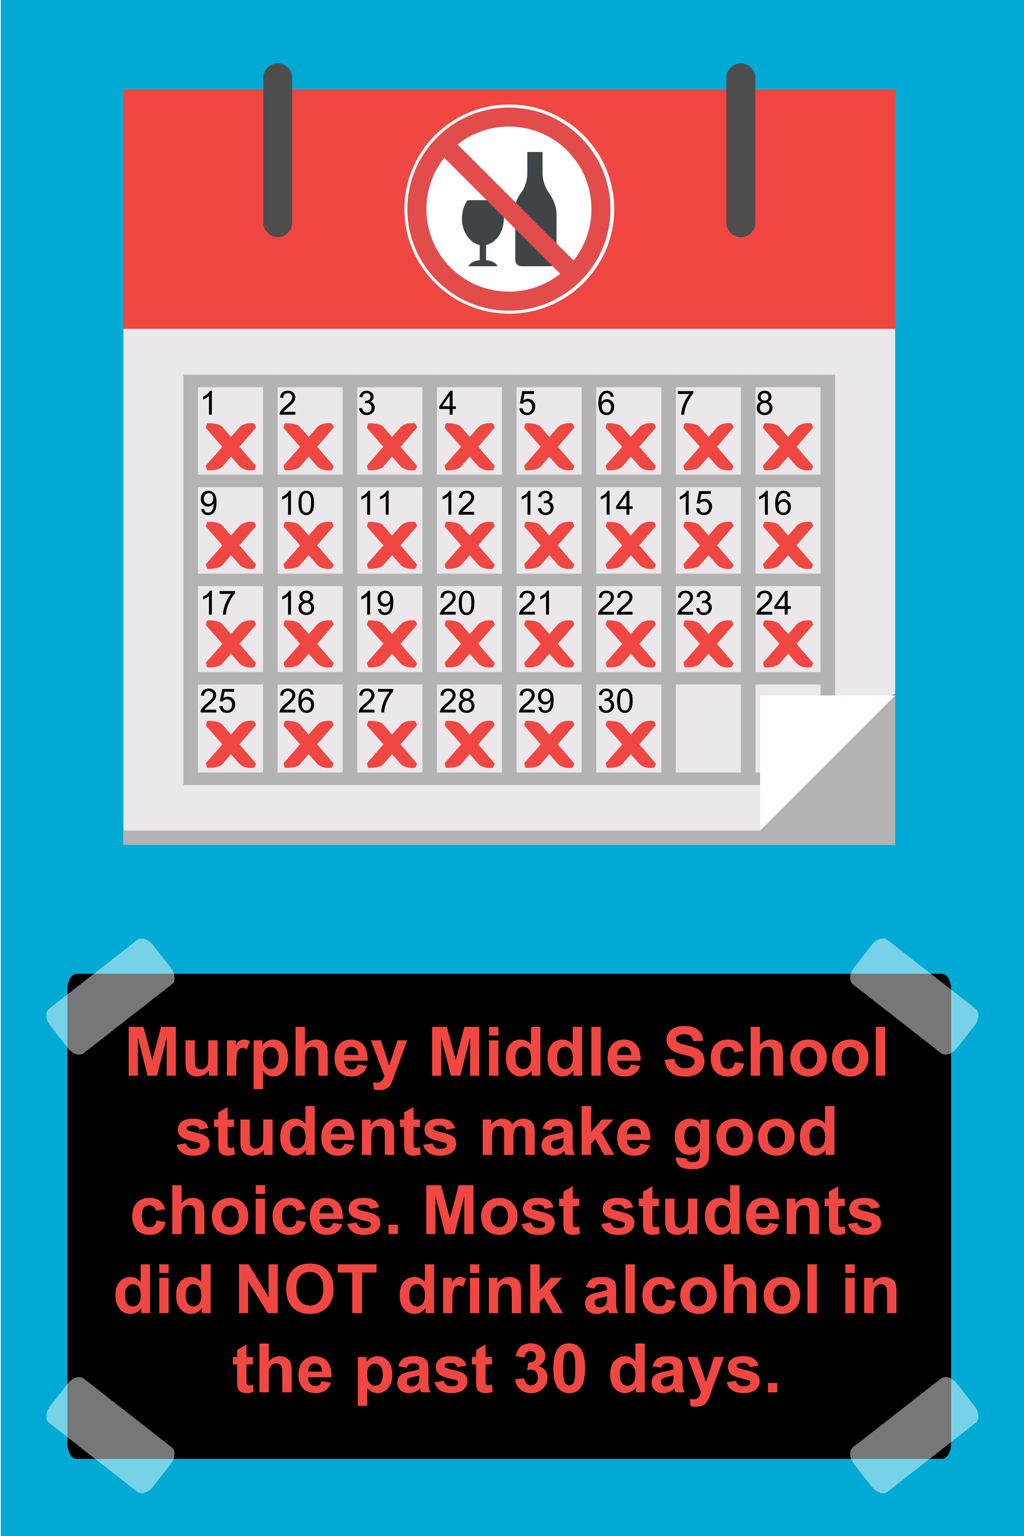 1 2 3 4 5 6 7 8
9 10 11 12 13 14 15 16
17 18 19 20 21 22 23 24
25 26 27 28 29 30
Murphey Middle School
students make good
choices. Most students
did NOT drink alcohol in
the past 30 days.